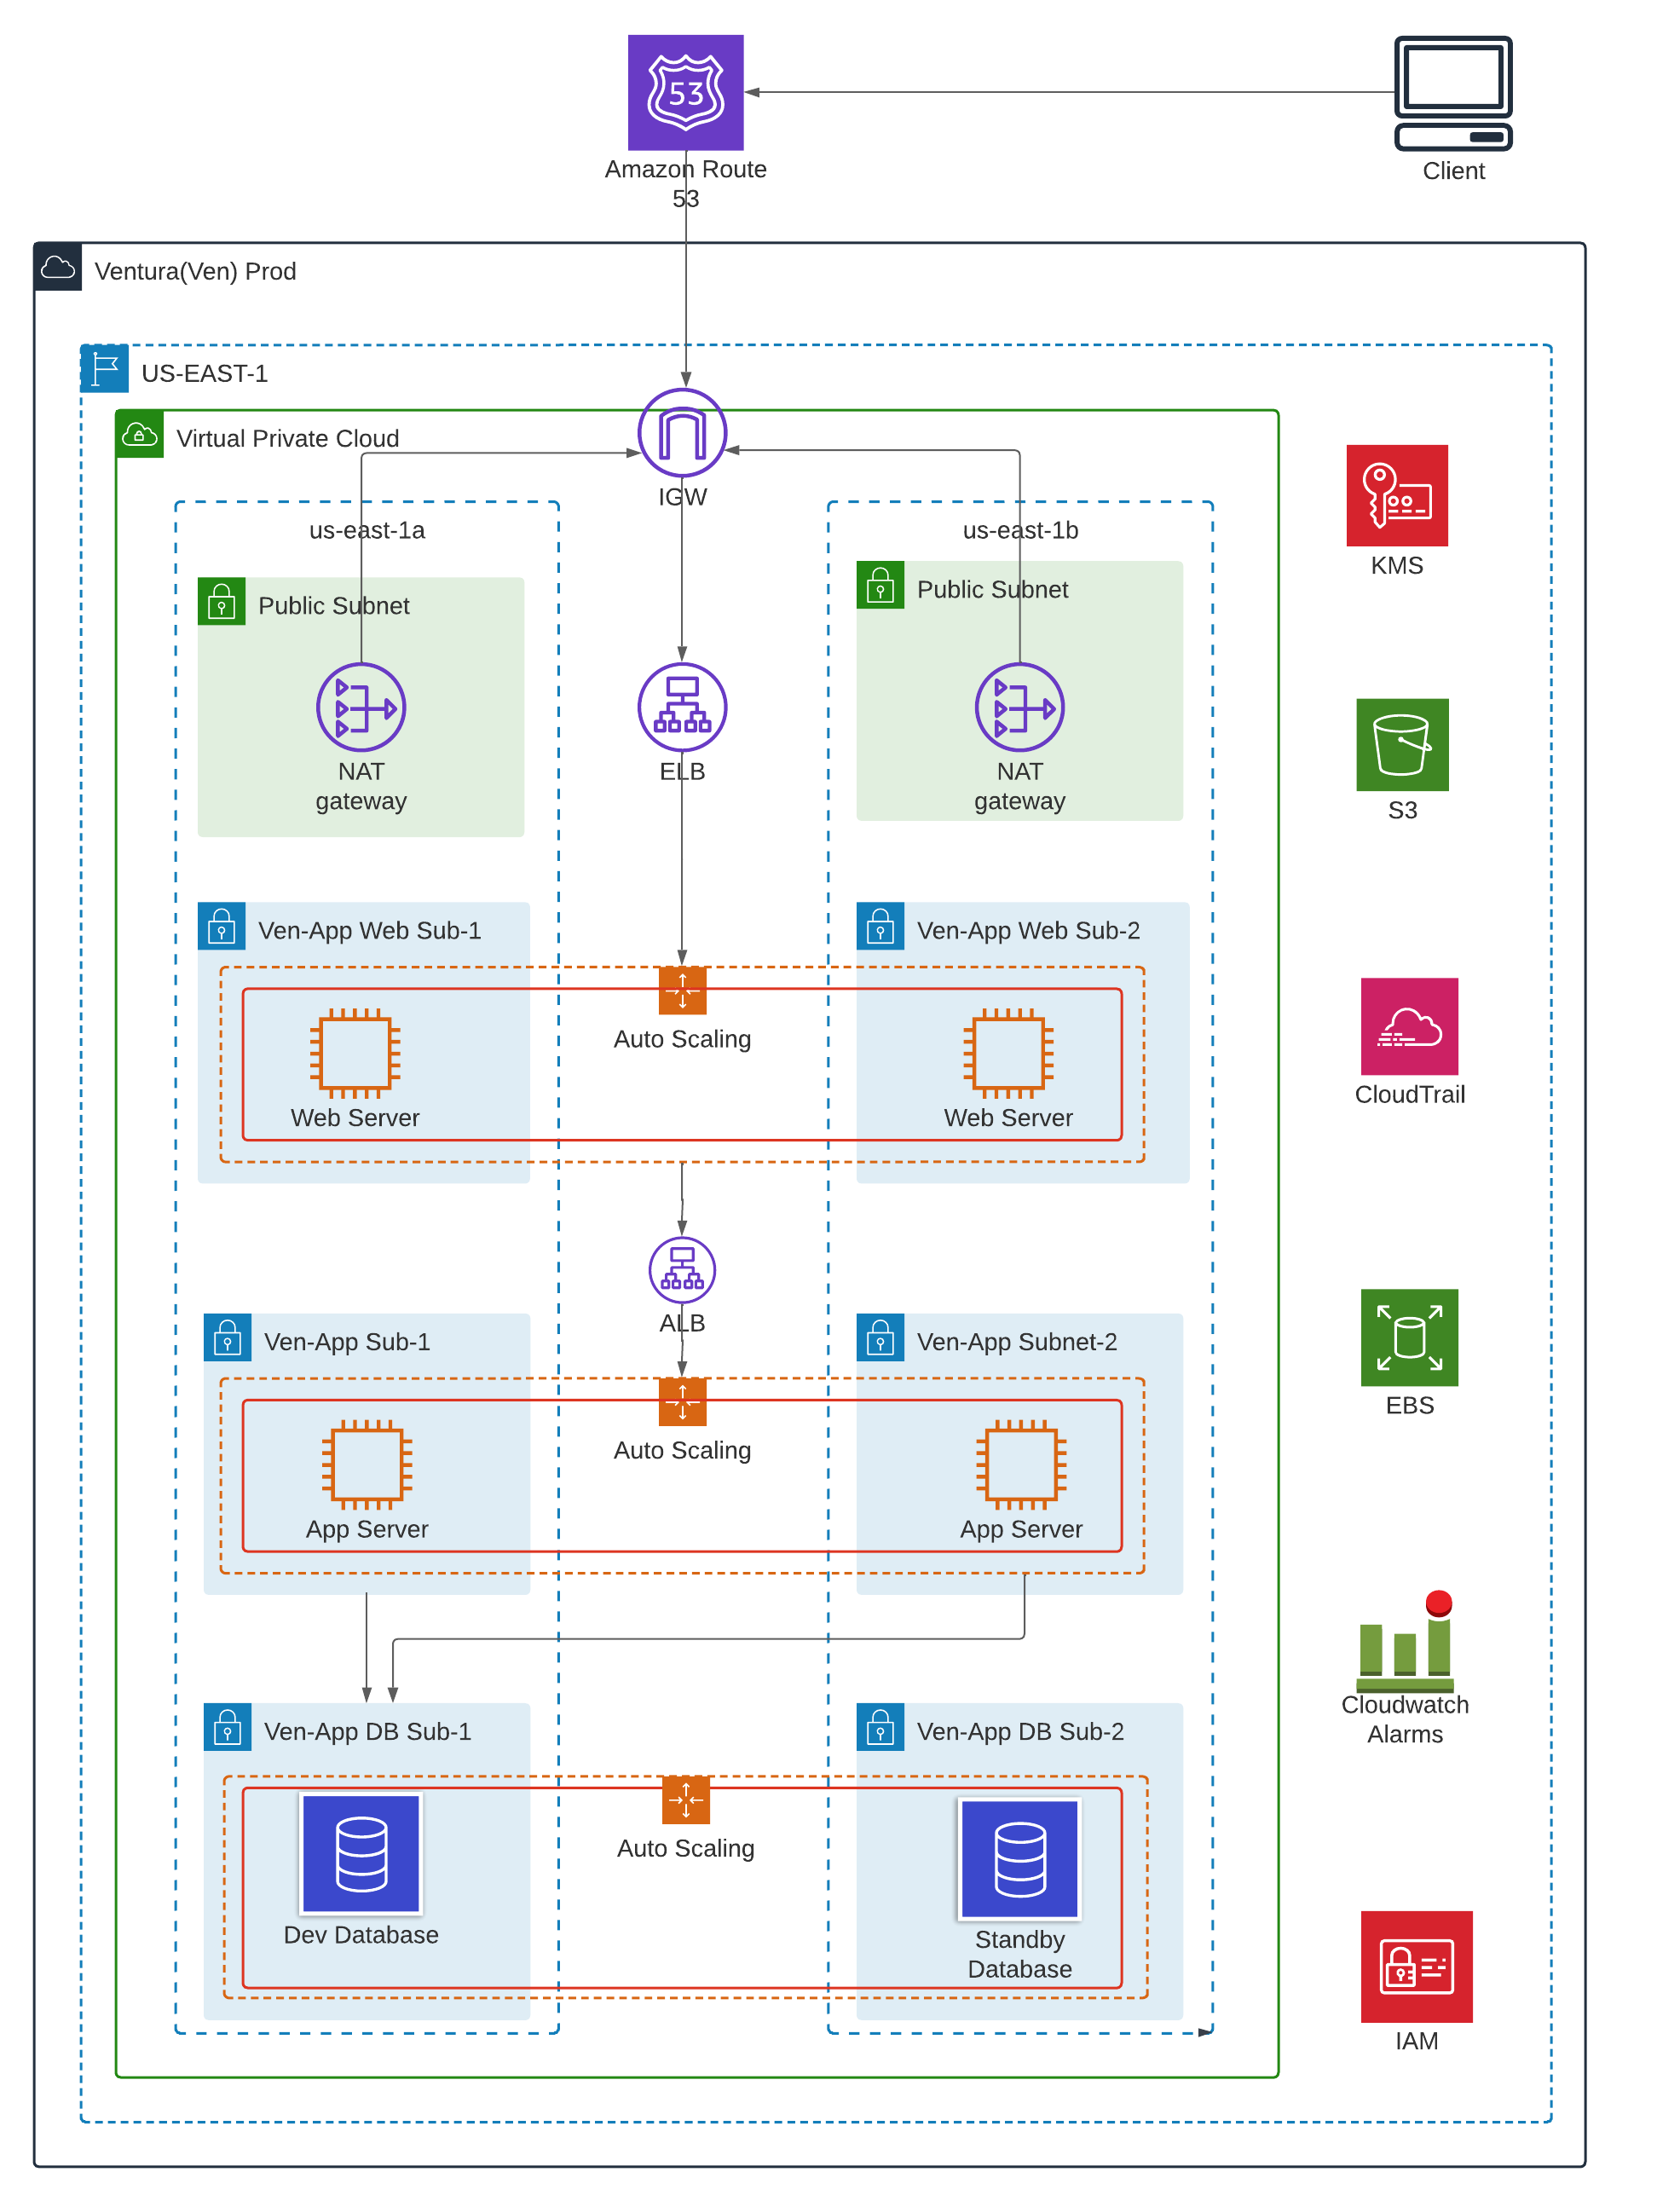 53
Amazon Route
53
Client
Ventura(Ven) Prod
US-EAST-1
Virtual Private Cloud
IGW
us-east-1a
us-east-1b
KMS
Public Subnet
Public Subnet
NAT
gateway
ELB
NAT
gateway
S3
Ven-App Web Sub-1
Ven-App Web Sub-2
Auto Scaling
Web Server
Web Server
CloudTrail
ALB
Ven-App Sub-1
Ven-App Subnet-2
EBS
Auto Scaling
App Server
App Server
Cloudwatch
Alarms
Ven-App DB Sub-1
Ven-App DB Sub-2
Auto Scaling
Dev Database
Standby
Database
IAM